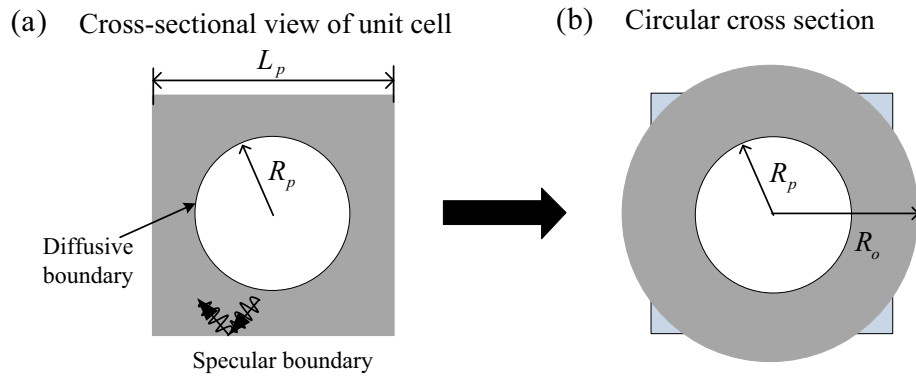 (a) Cross-sectional view of unit cell
L_p
R_p
Diffusive
boundary
Specular boundary
(b) Circular cross section
R_p
R_o